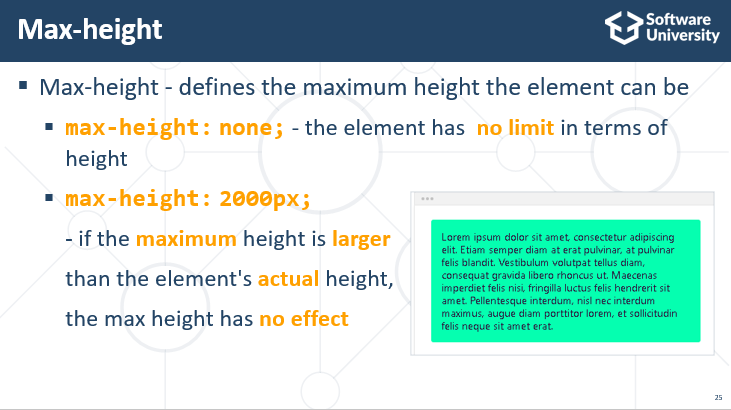 Max-height
Software
University
Max-height - defines the maximum height the element can be
max-height: none; - the element has no limit in terms of
height
max-height: 2000px;
- if the maximum height is larger
than the element's actual height,
the max height has no effect
Lorem ipsum dolor sit amet, consectetur adipiscing
elit. Etiam semper diam at erat pulvinar, at pulvinar
felis blandit. Vestibulum volutpat tellus diam,
consequat gravida libero rhoncus ut. Maecenas
imperdiet felis nisi, fringilla luctus felis hendrerit sit
amet. Pellentesque interdum, nisl nec interdum
maximus, augue diam porttitor lorem, et sollicitudin
felis neque sit amet erat.
25